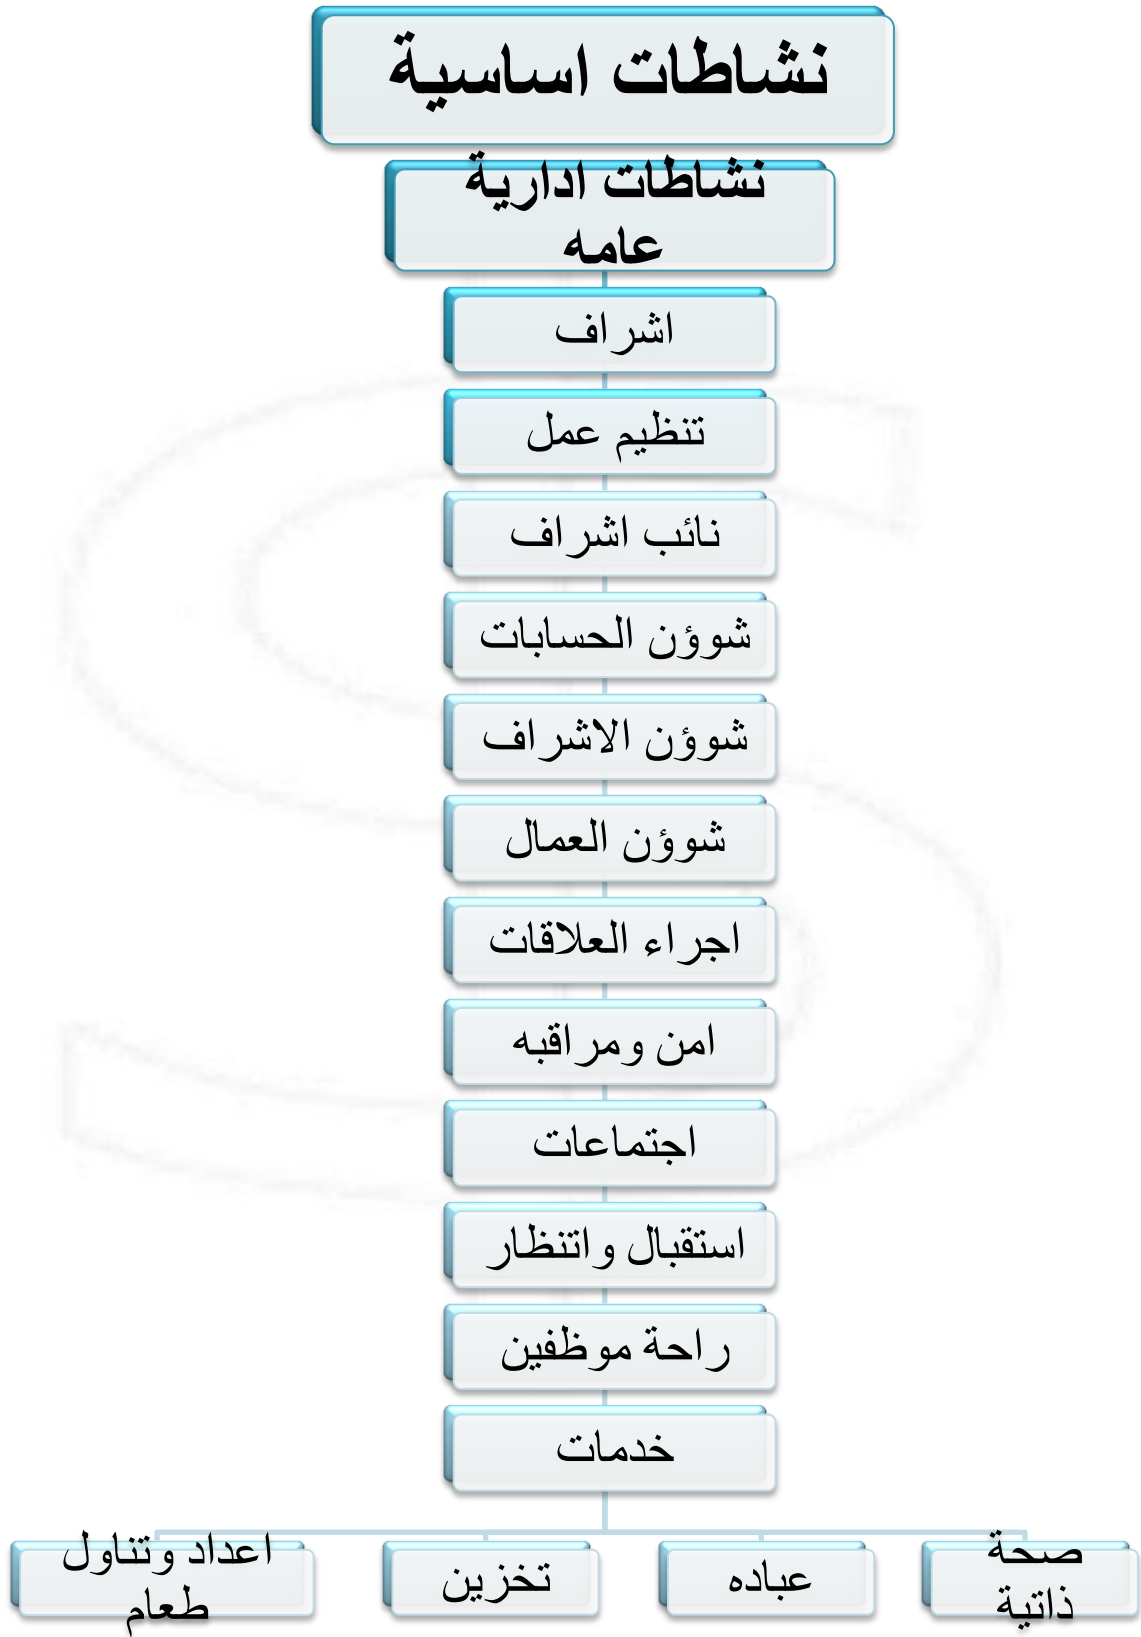 نشاطات اساسية
نشاطات ادارية
عامه
اشراف
تنظيم عمل
نائب اشراف
شوؤن الحسابات
شوؤن الاشراف
شوؤن العمال
اجراء العلاقات
امن ومراقبه
اجتماعات
استقبال واتنظار
راحة موظفين
خدمات
صحة
ذاتية
عباده
تخزين
اعداد وتناول
طعام